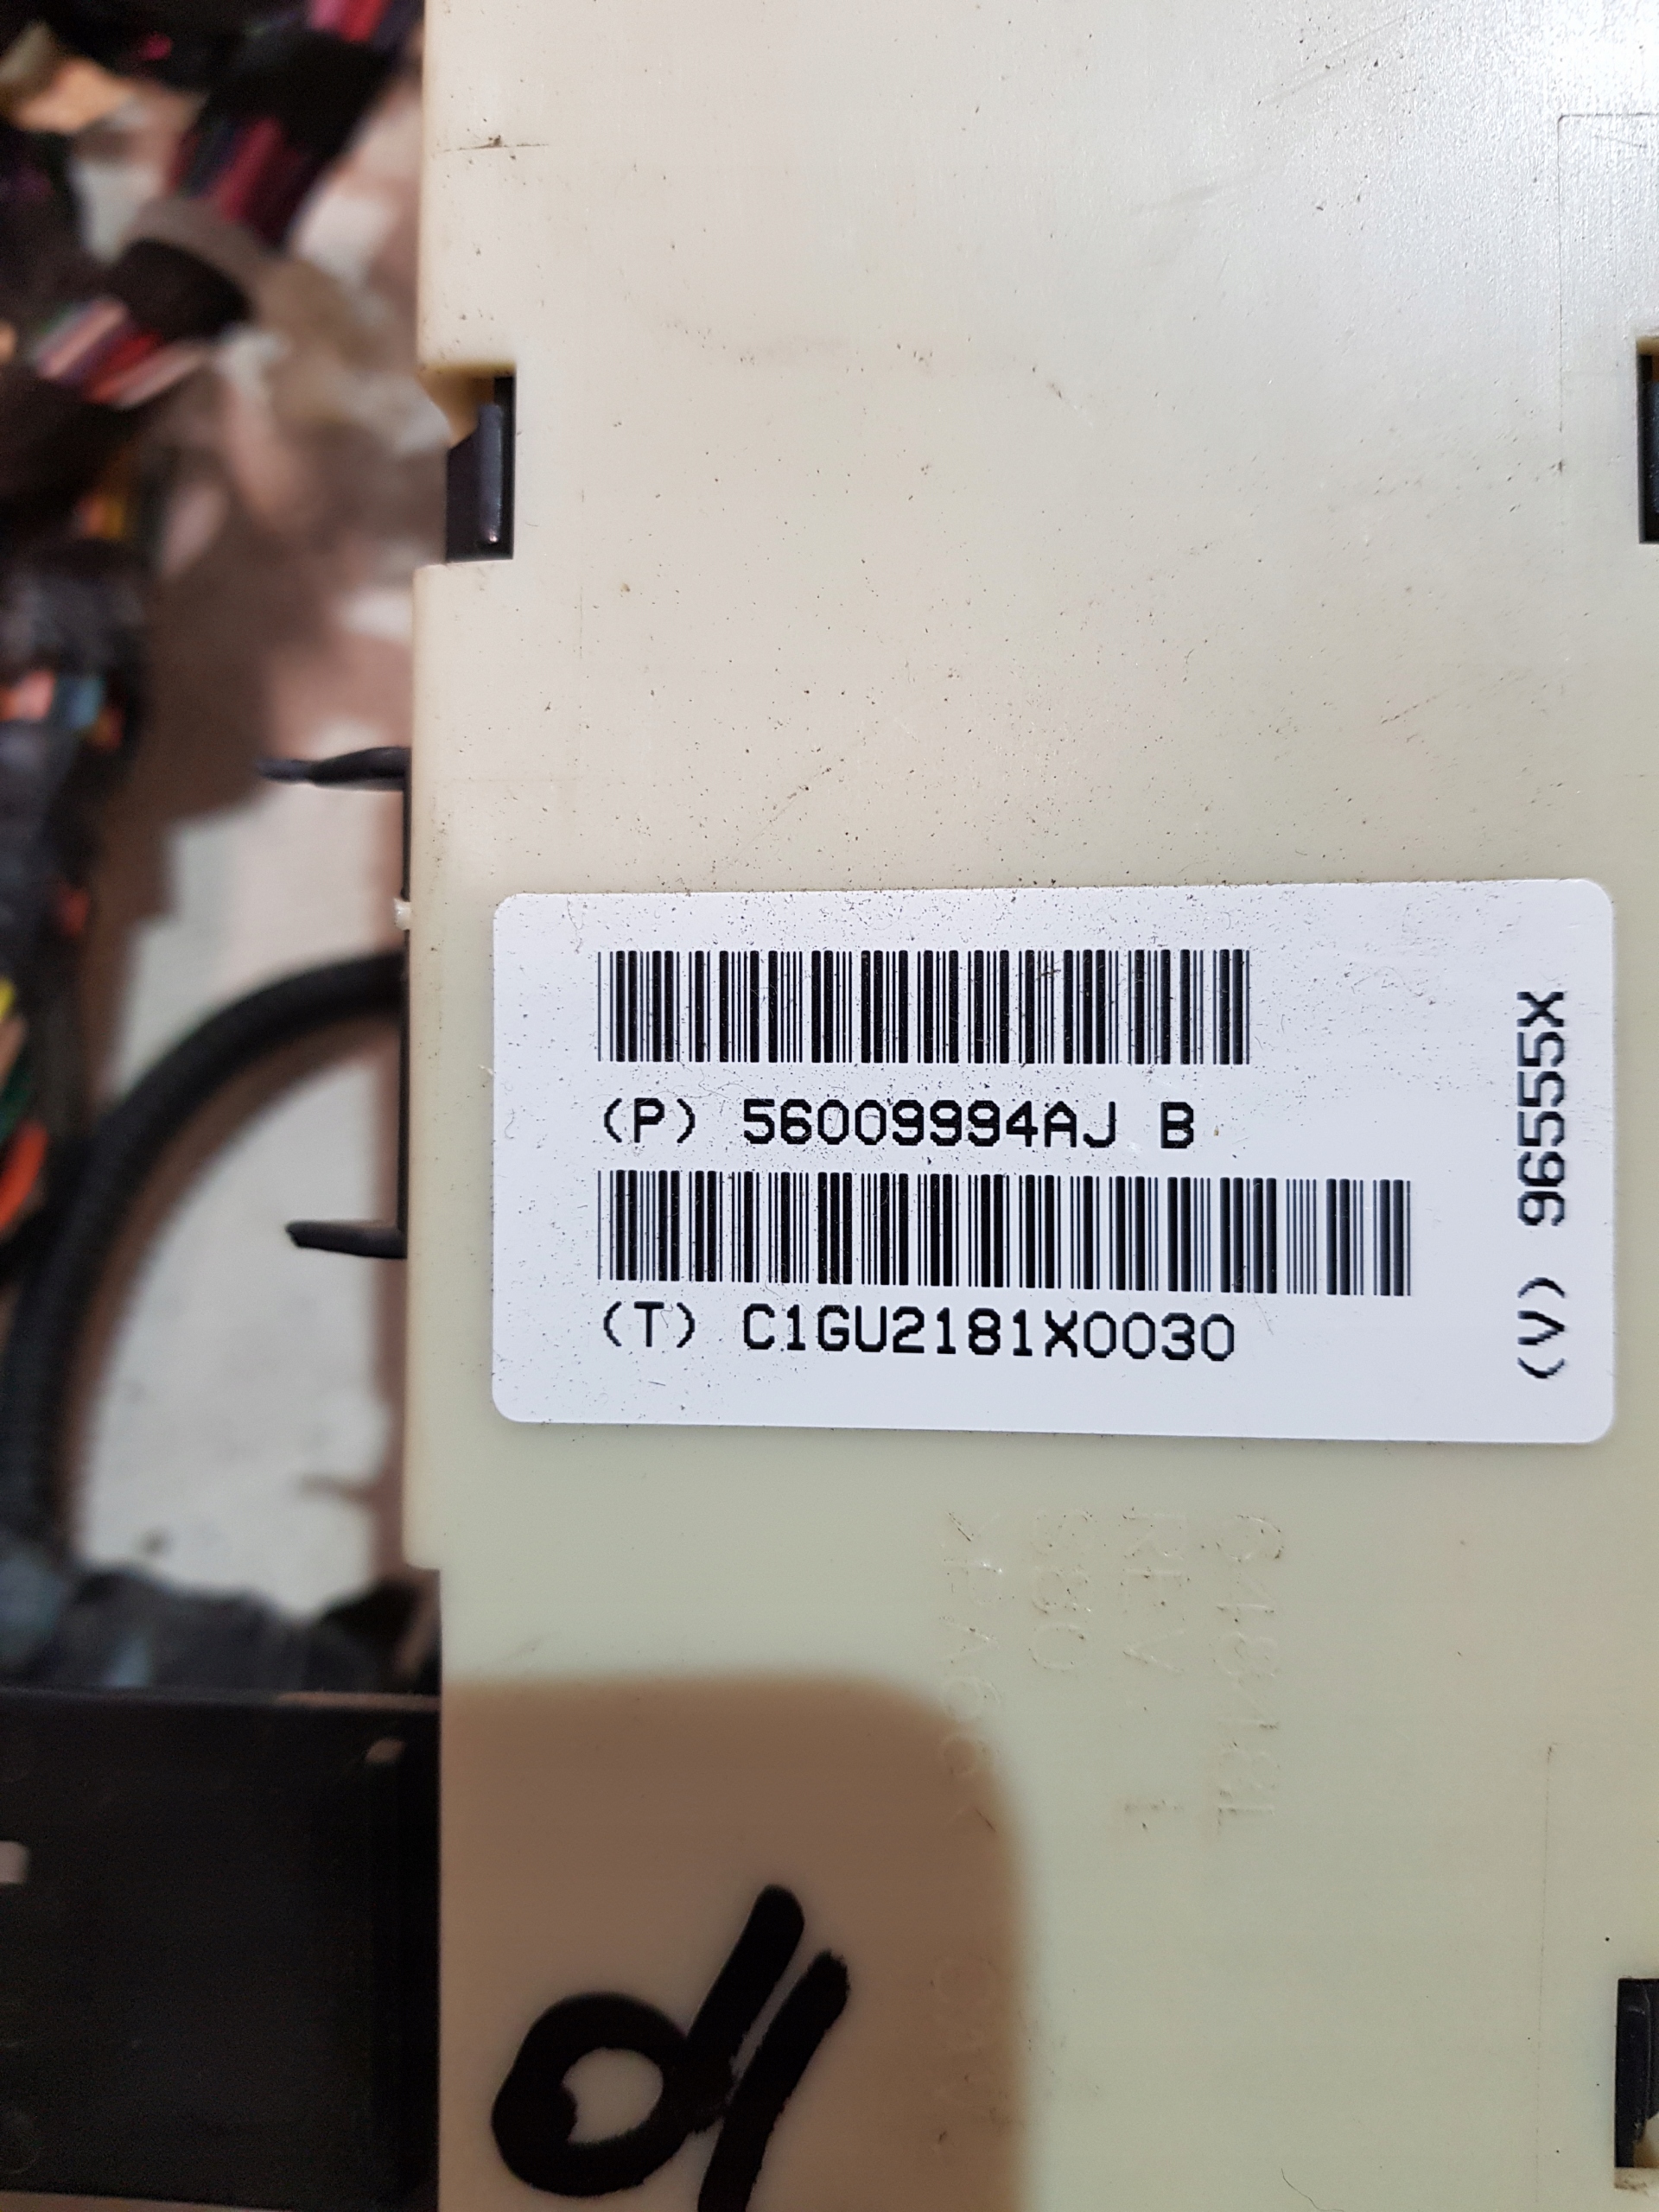 (P) 56009994AJ B
(T) C1GU2181X0030
(V) 96555X